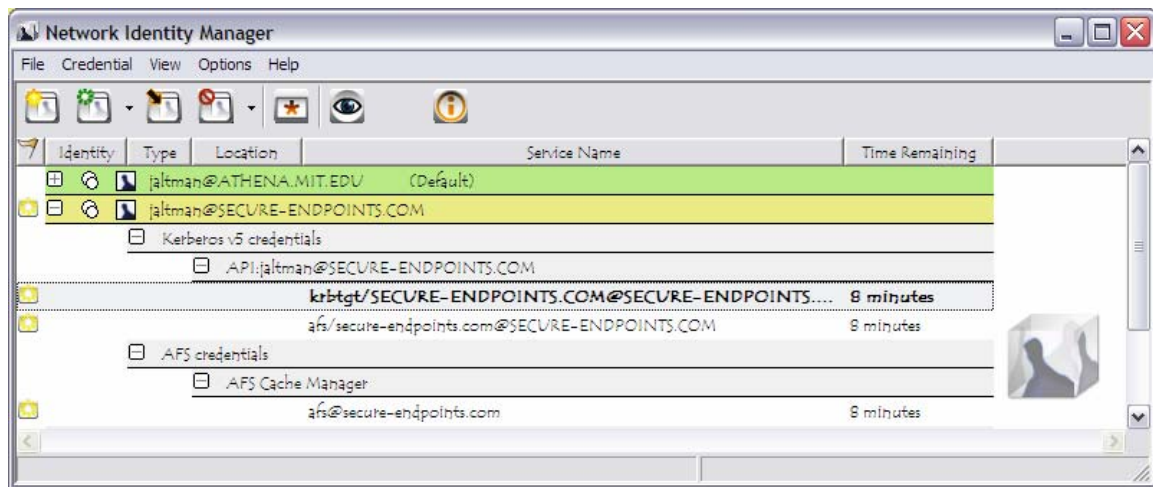 Network Identity Manager
File Credential View Options Help
Identity Type Location Service Name Time Remaining
jaltman@ATHENA.MIT.EDU (Default)
jaltman@SECURE-ENDPOINTS.COM
Kerberos v5 credentials
API:jaltman@SECURE-ENDPOINTS.COM
krbtgt/SECURE-ENDPOINTS.COM@SECURE-ENDPOINTS.... 8 minutes
afs/secure-endpoints.com@SECURE-ENDPOINTS.COM 8 minutes
AFS credentials
AFS Cache Manager
afs@secure-endpoints.com 8 minutes